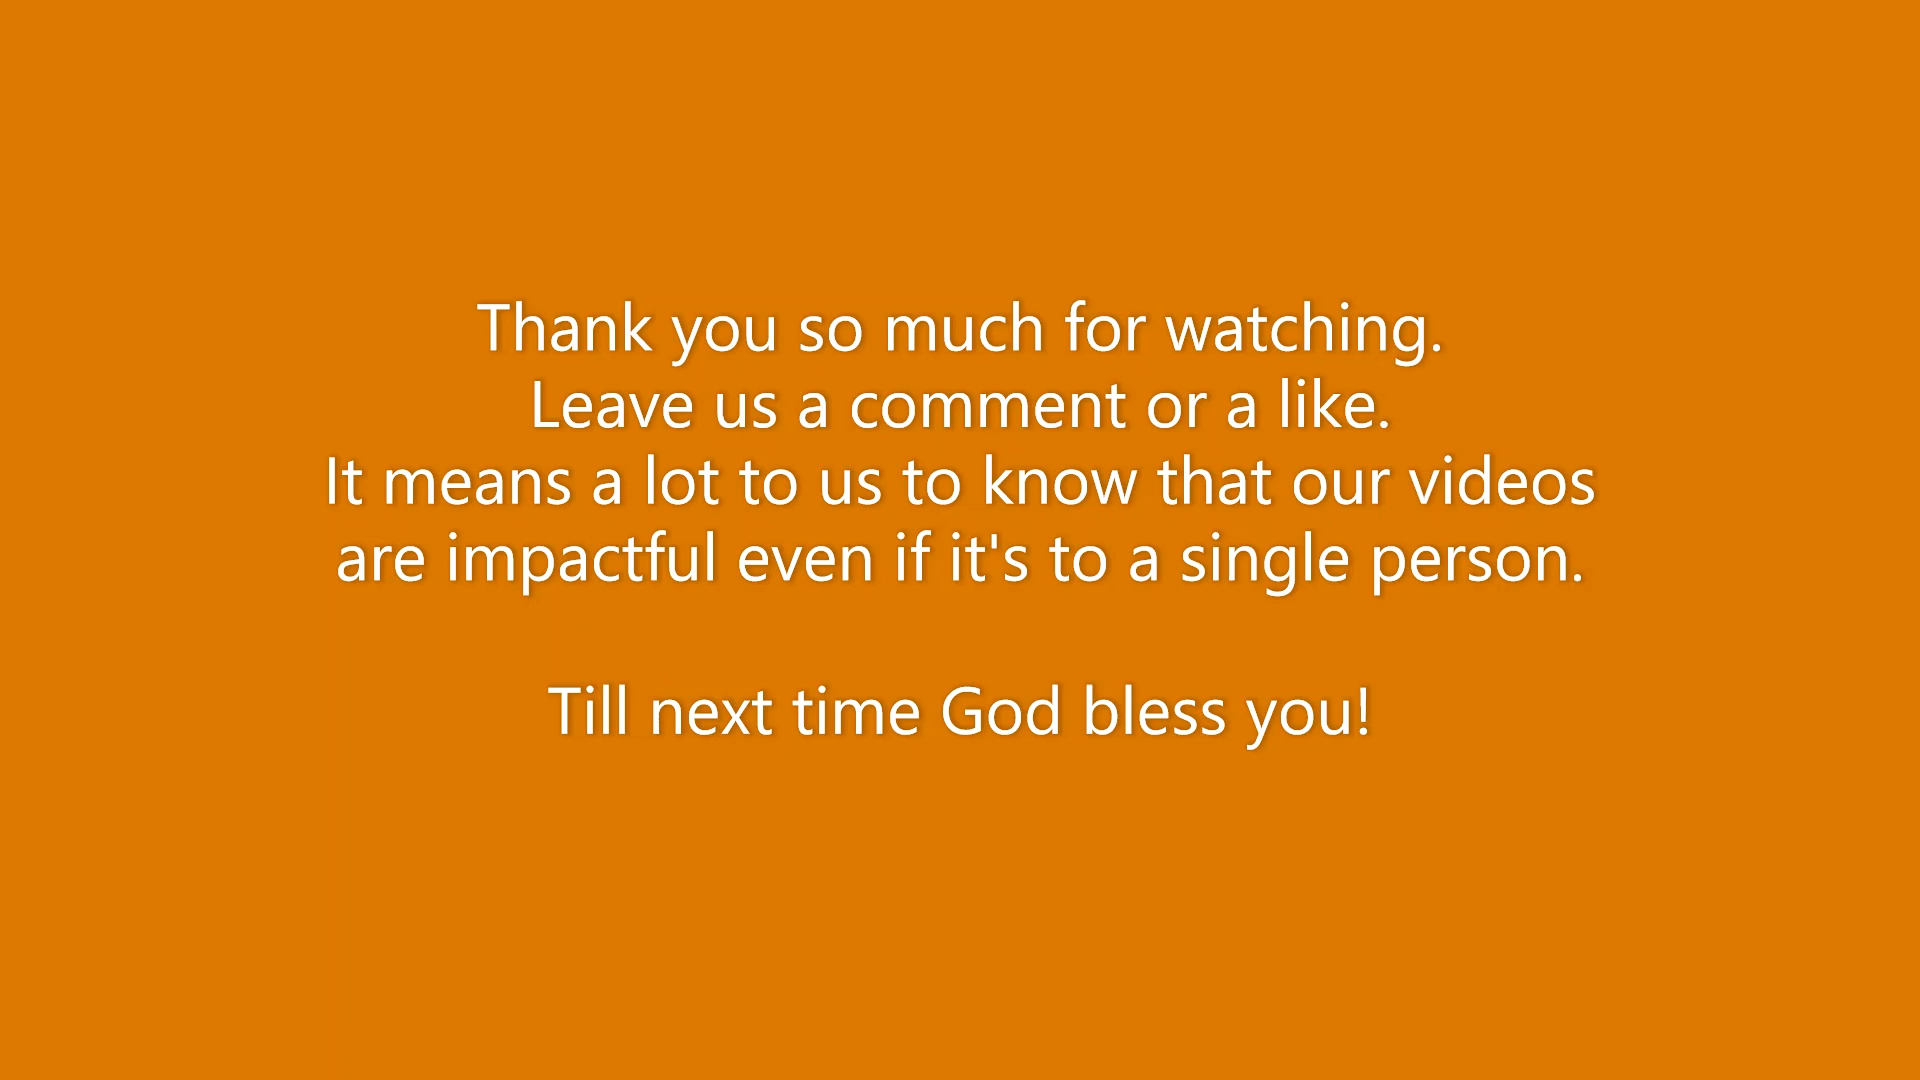 Thank you so much for watching.
Leave us a comment or a like.
It means a lot to us to know that our videos
are impactful even if it's to a single person.
Till next time God bless you!